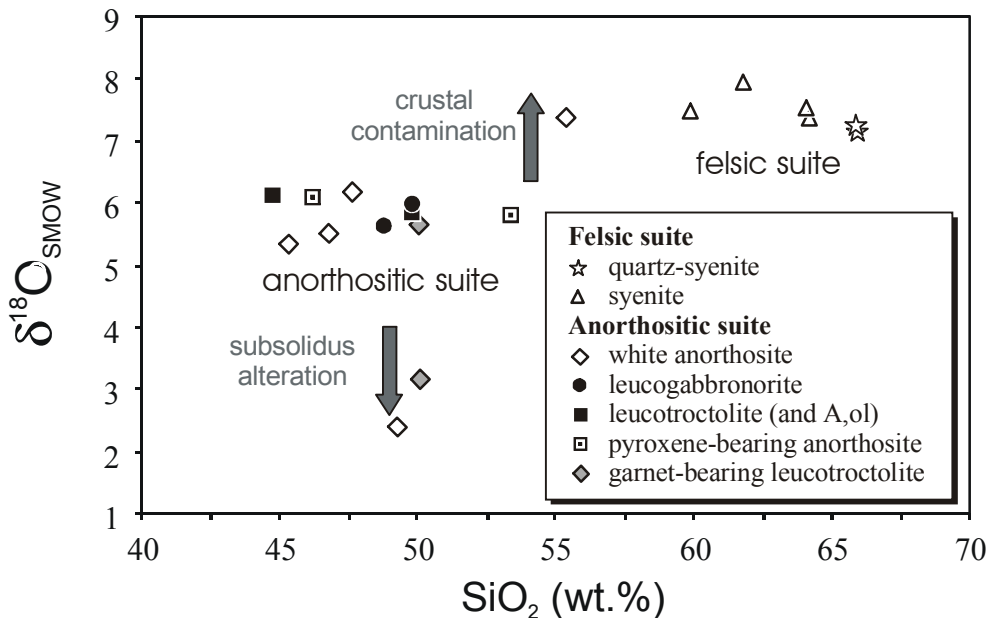 9
8
7
6
5
4
3
2
1
δ18OSMOW
crustal
contamination
felsic suite
anorthositic suite
subsolidus
alteration
Felsic suite
quartz-syenite
syenite
Anorthositic suite
white anorthosite
leucogabbronorite
leucotroctolite (and A,ol)
pyroxene-bearing anorthosite
garnet-bearing leucotroctolite
40 45 50 55 60 65 70
SiO2 (wt.%)